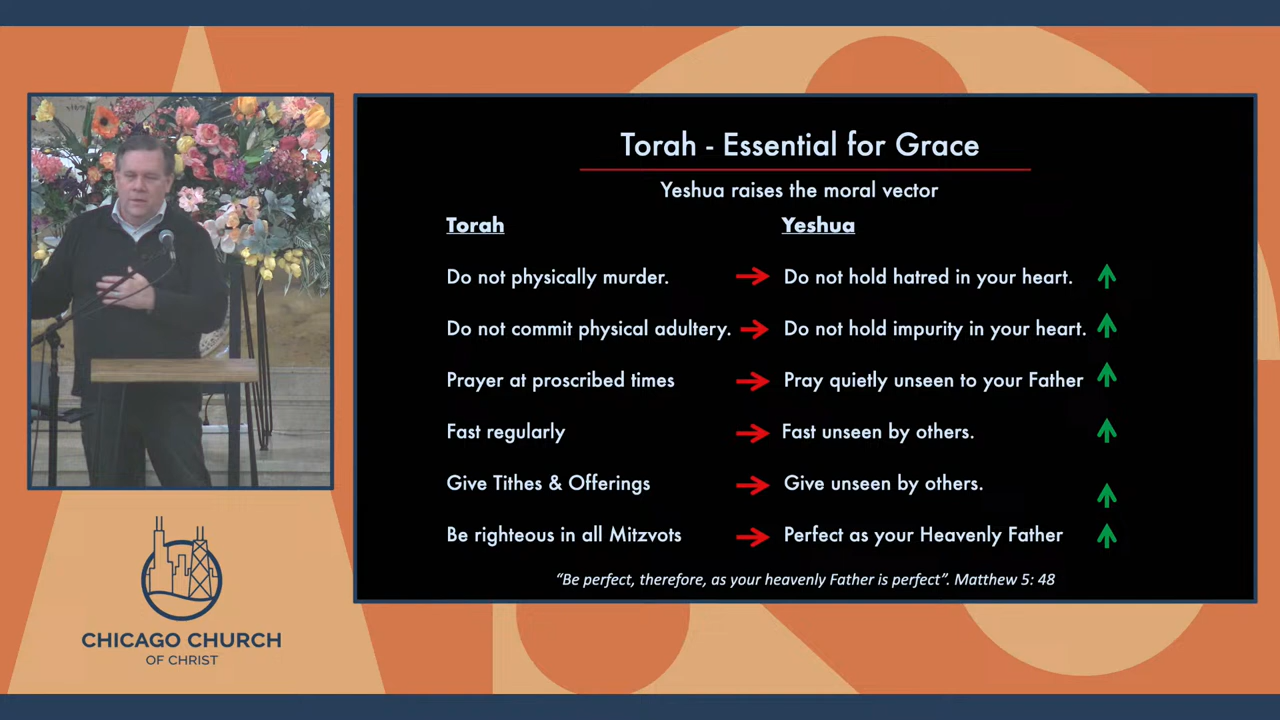 Torah - Essential for Grace
Yeshua raises the moral vector
Torah Yeshua
Do not physically murder. Do not hold hatred in your heart.
Do not commit physical adultery. Do not hold impurity in your heart.
Prayer at proscribed times Pray quietly unseen to your Father
Fast regularly Fast unseen by others.
Give Tithes & Offerings Give unseen by others.
Be righteous in all Mitzvots Perfect as your Heavenly Father
“Be perfect, therefore, as your heavenly Father is perfect”. Matthew 5: 48
CHICAGO CHURCH
OF CHRIST